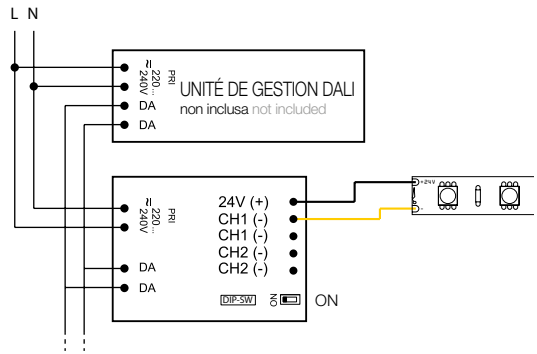 L N
PRI
220...
240V
≂
UNITÉ DE GESTION DALI
non inclusa not included
DA
DA
PRI
220...
240V
≂
24V (+)
CH1 (-)
CH1 (-)
CH2 (-)
CH2 (-)
DA
DA
DIP-SW
ON
ON
+24V
-